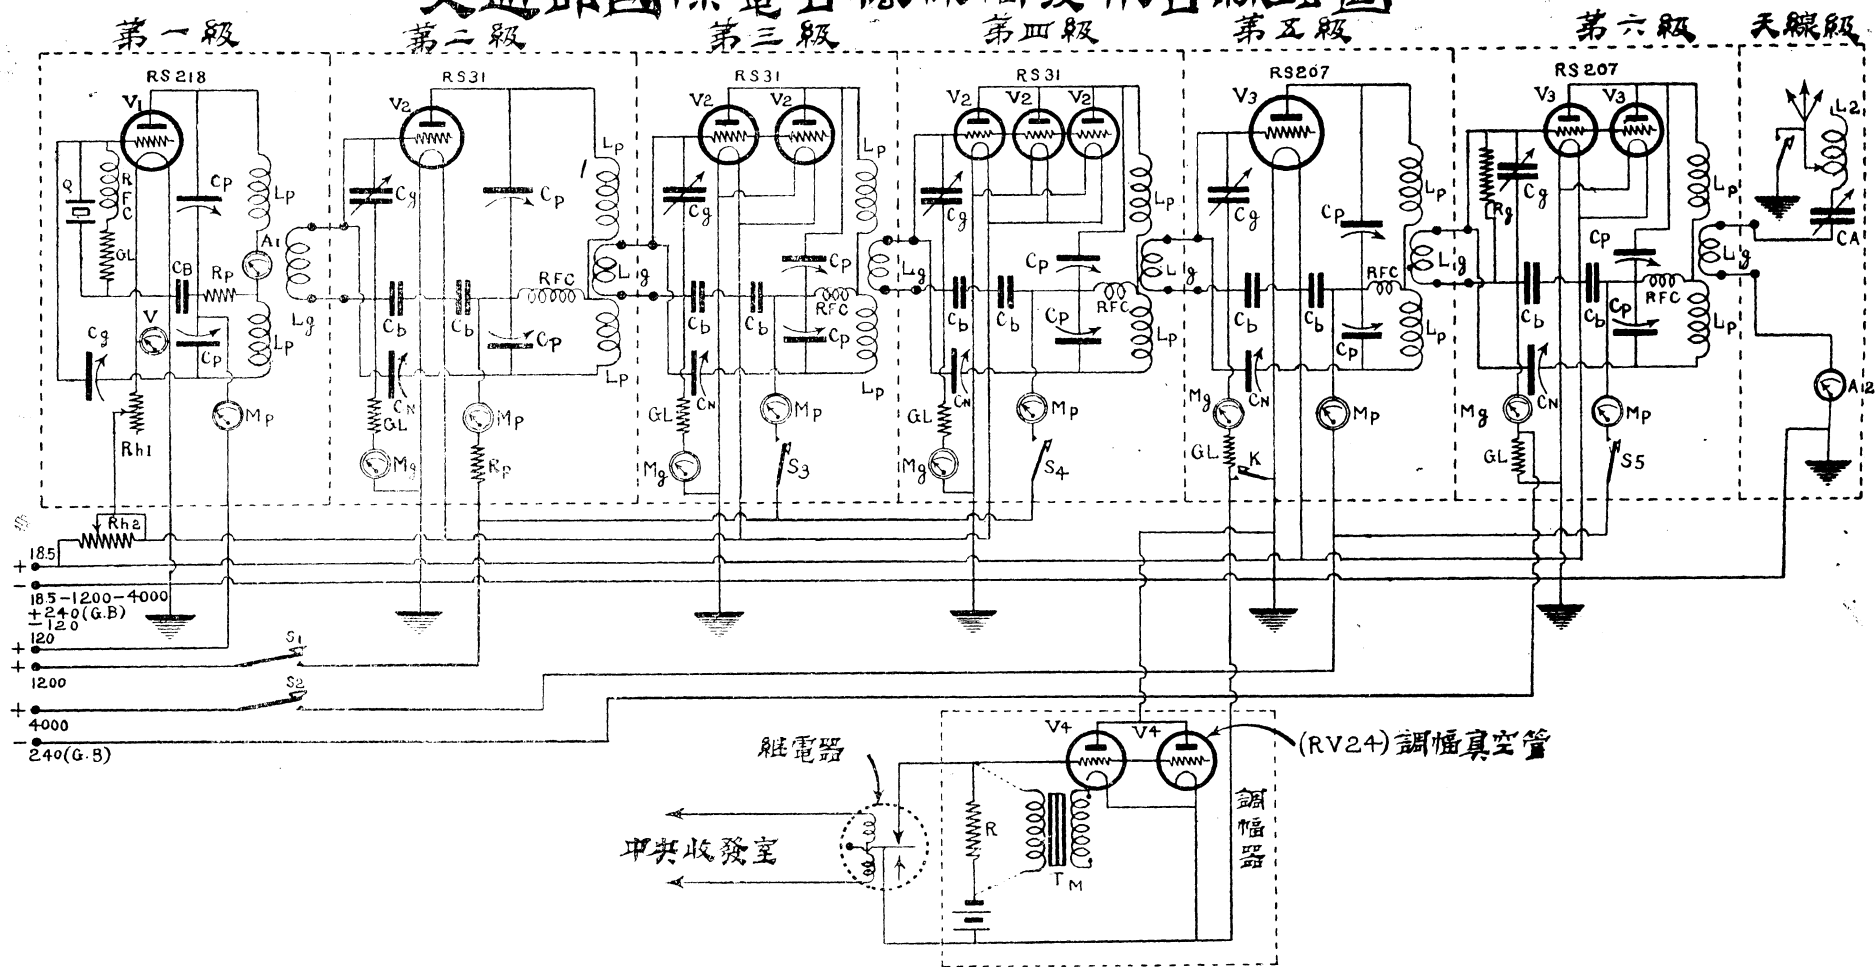 第一級 第二級 第三級 第四級 第五級 第六級 天線級
RS218 RS31 RS31 RS31 RS207 RS207
V1 V2 V2 V2 V2 V2 V2 V3 V3 V3 L2
Q RFC Cp Lp Cg Cp Lp Cg Lp Cg Lp Cg Lp Rg Cg Lp CA
GL A1 Cp Cp Cp Cp
CB Rp Lg Cb Cb RFC Lg Cb Cb RFC Lg Cb Cb RFC Lg Cb Cb RFC Lg Cb Cb RFC
V Cg Cp Lp Cp Lp Cp Lp Cp Lp Cp Lp Cp Lp
CN CN CN CN CN A12
Rh1 Mp GL Mp GL Mp GL Mp Mg Mp Mg Mp
Mg Rp Mg S3 Mg S4 GL K GL S5
Rh2
+ 18.5
-
18.5-1200-4000
+240(G.B)
-120
120
+
+ S1
1200
+ S2
4000
-
240(G.B)
V4 V4
(RV24)調幅真空管
繼電器
中央收發室
R
TM
調幅器